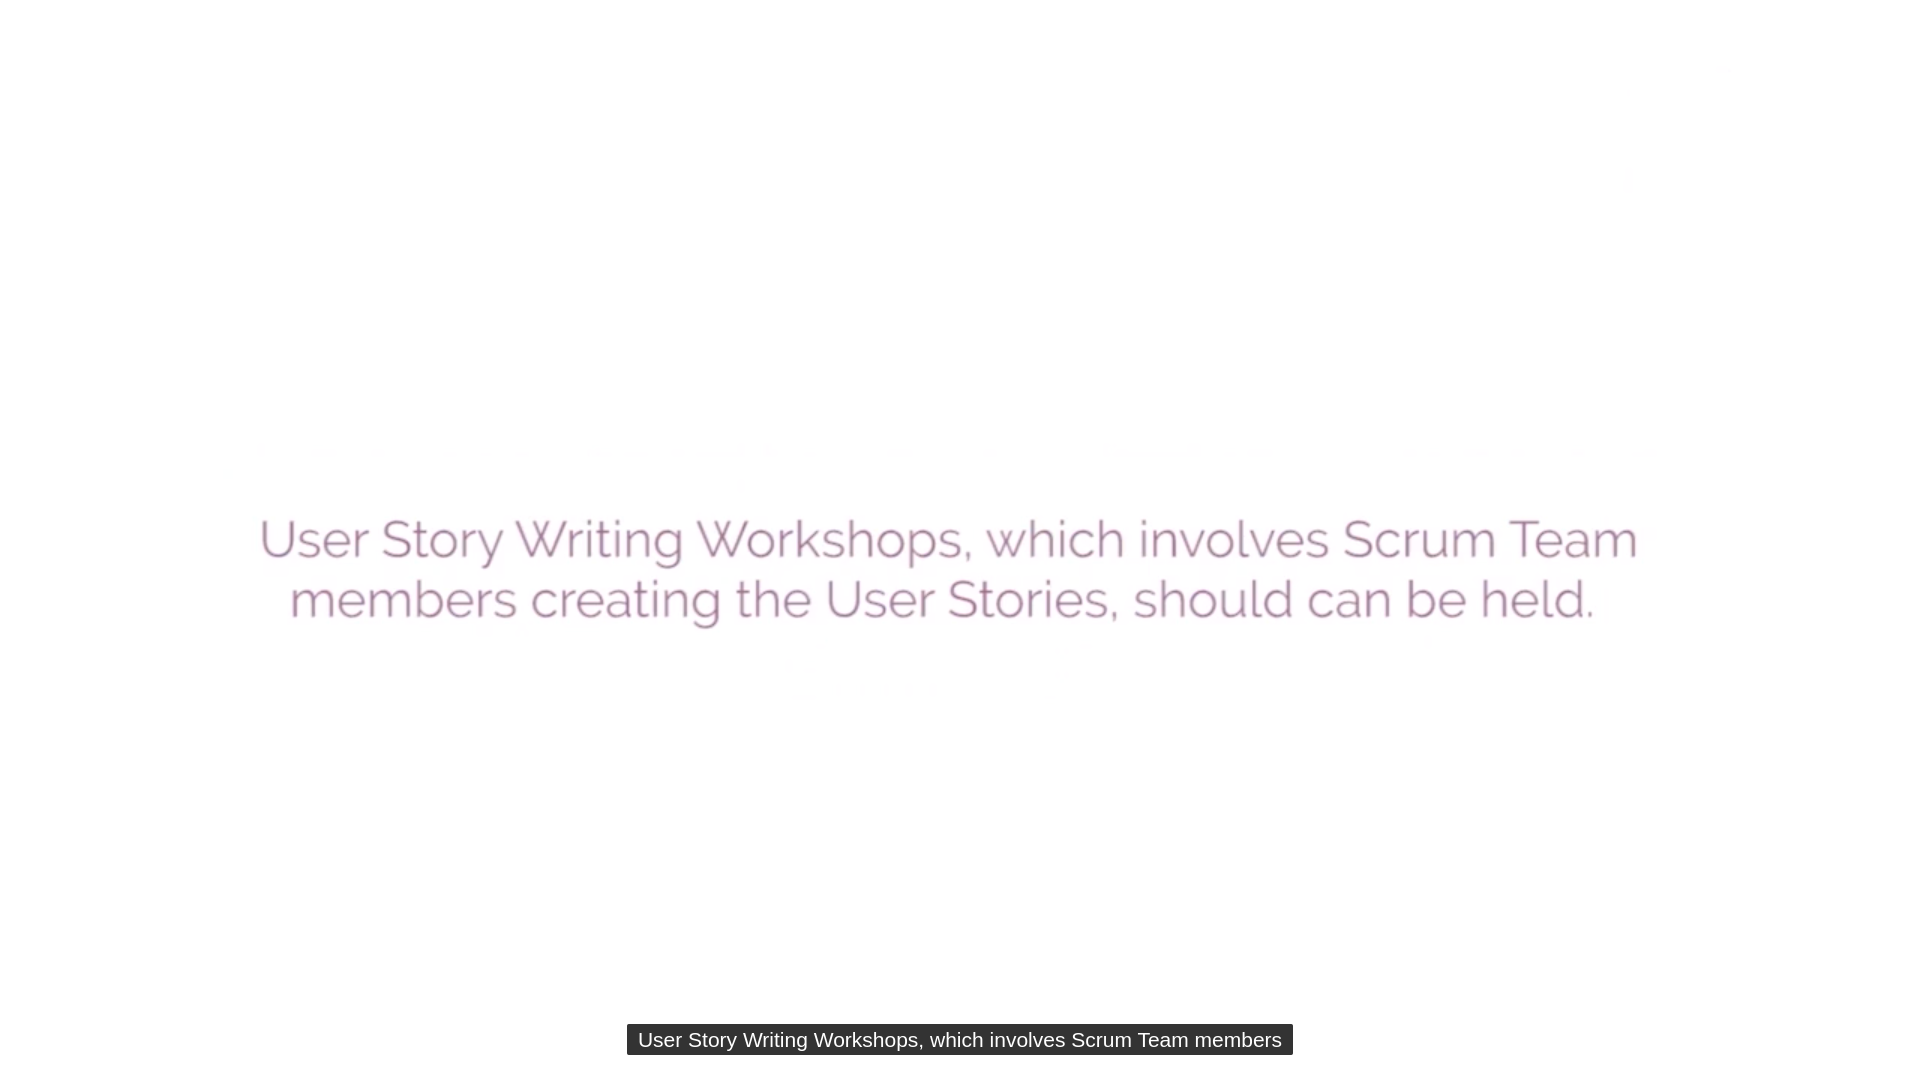 User Story Writing Workshops, which involves Scrum Team
members creating the User Stories, should can be held.
User Story Writing Workshops, which involves Scrum Team members